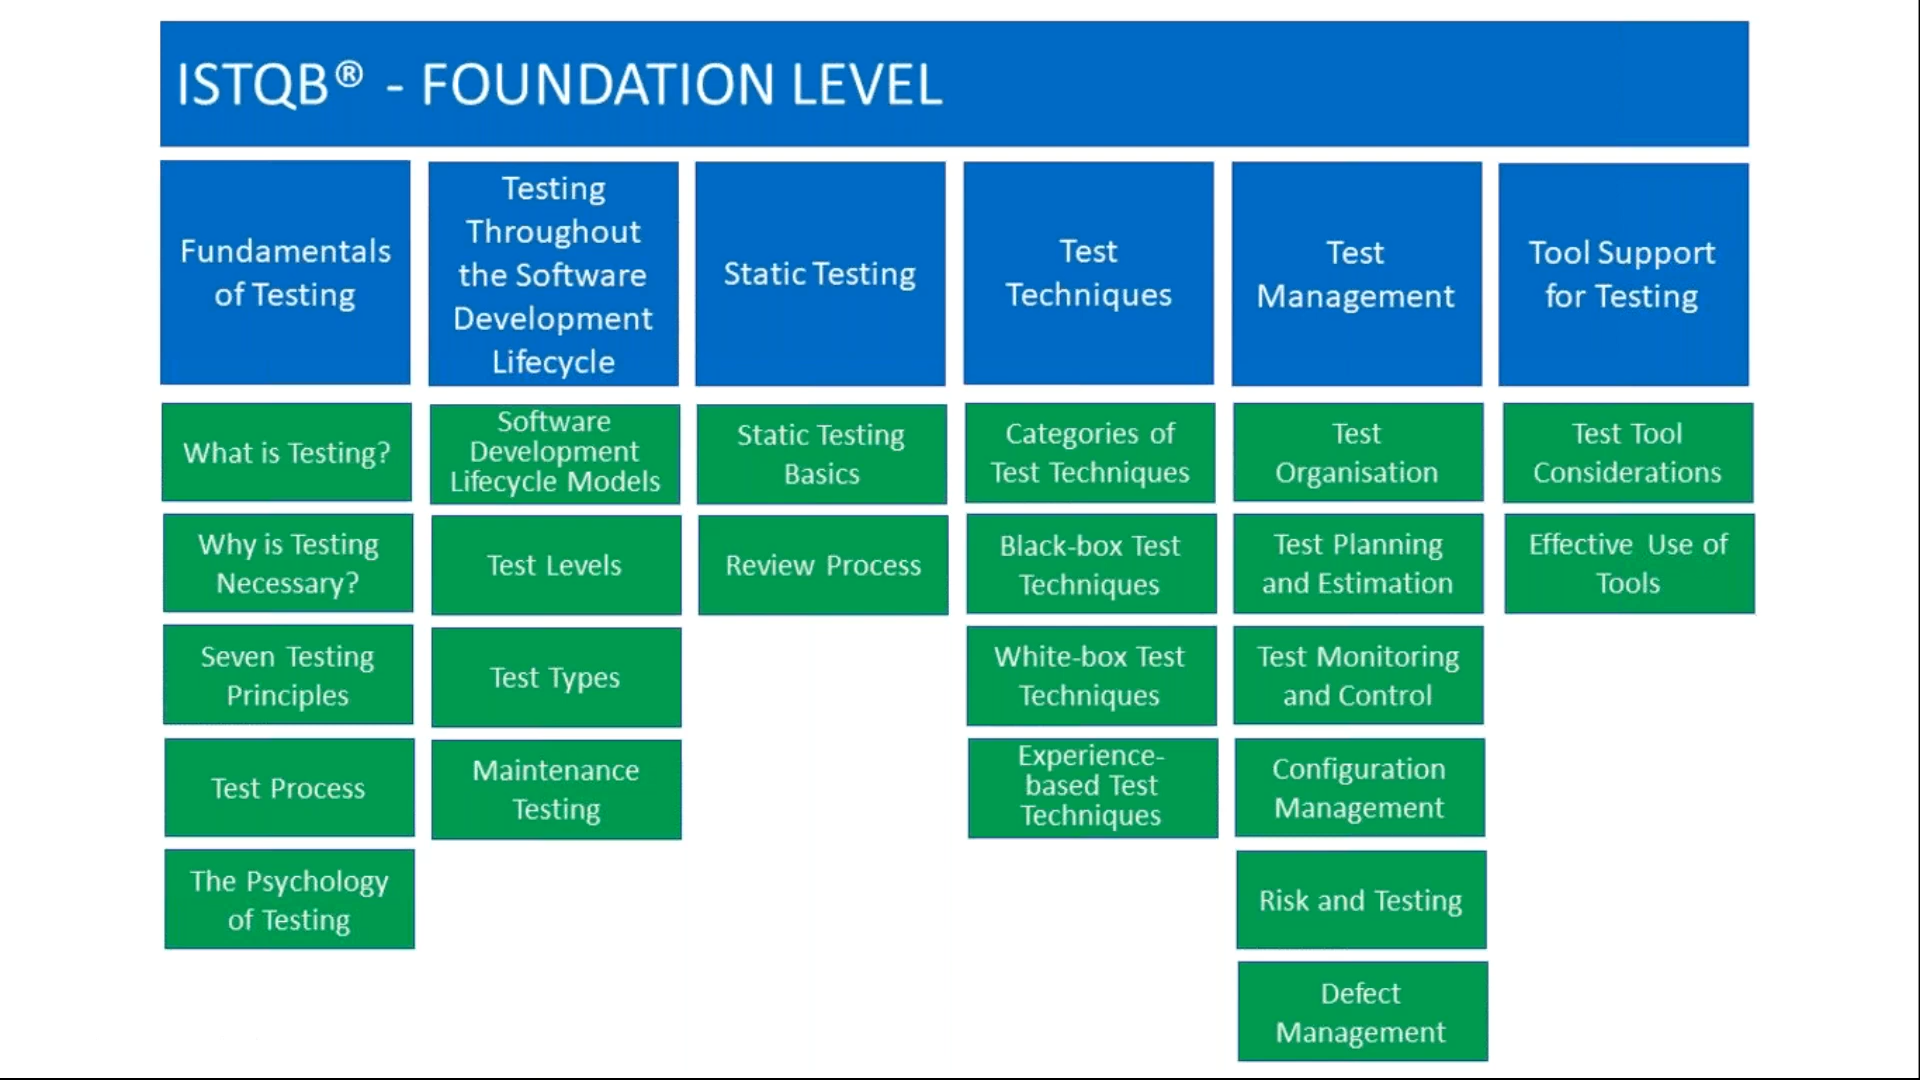 ISTQB® - FOUNDATION LEVEL
Fundamentals
of Testing
Testing
Throughout
the Software
Development
Lifecycle
Static Testing
Test
Techniques
Test
Management
Tool Support
for Testing
What is Testing?
Why is Testing
Necessary?
Seven Testing
Principles
Test Process
The Psychology
of Testing
Software
Development
Lifecycle Models
Test Levels
Test Types
Maintenance
Testing
Static Testing
Basics
Review Process
Categories of
Test Techniques
Black-box Test
Techniques
White-box Test
Techniques
Experience-
based Test
Techniques
Test
Organisation
Test Planning
and Estimation
Test Monitoring
and Control
Configuration
Management
Risk and Testing
Defect
Management
Test Tool
Considerations
Effective Use of
Tools